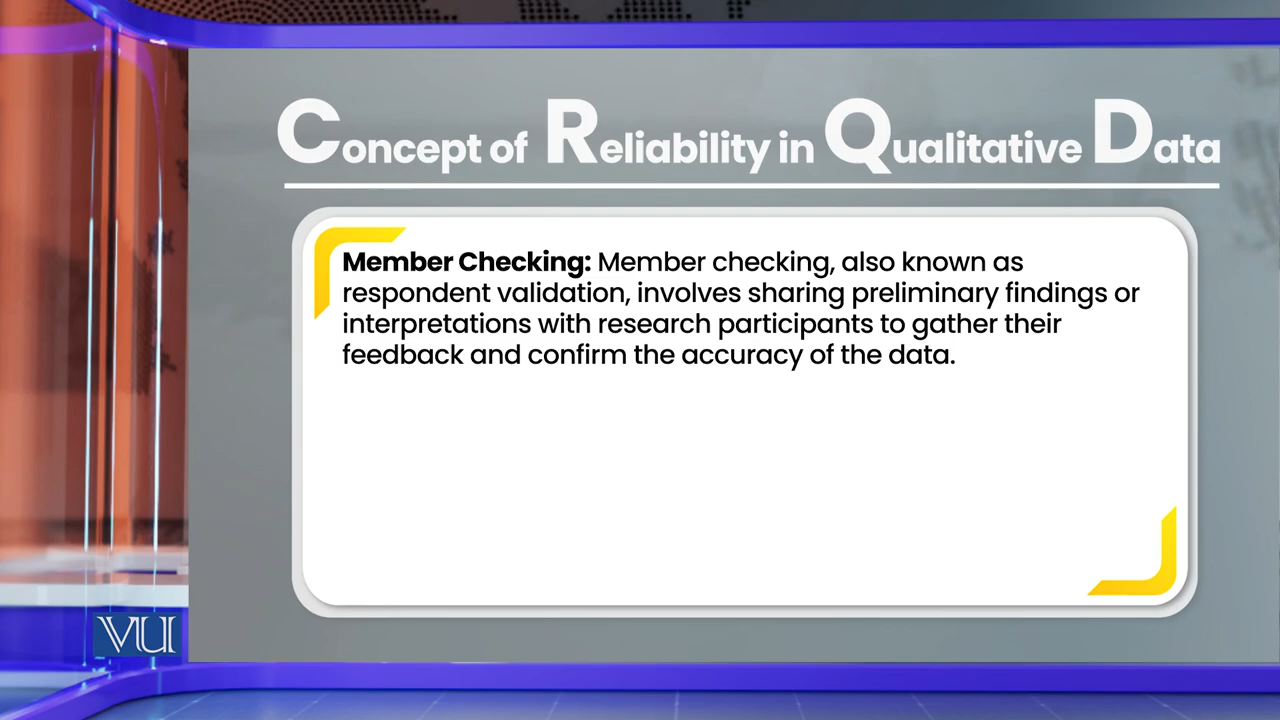 Concept of Reliability in Qualitative Data
Member Checking: Member checking, also known as
respondent validation, involves sharing preliminary findings or
interpretations with research participants to gather their
feedback and confirm the accuracy of the data.
VU